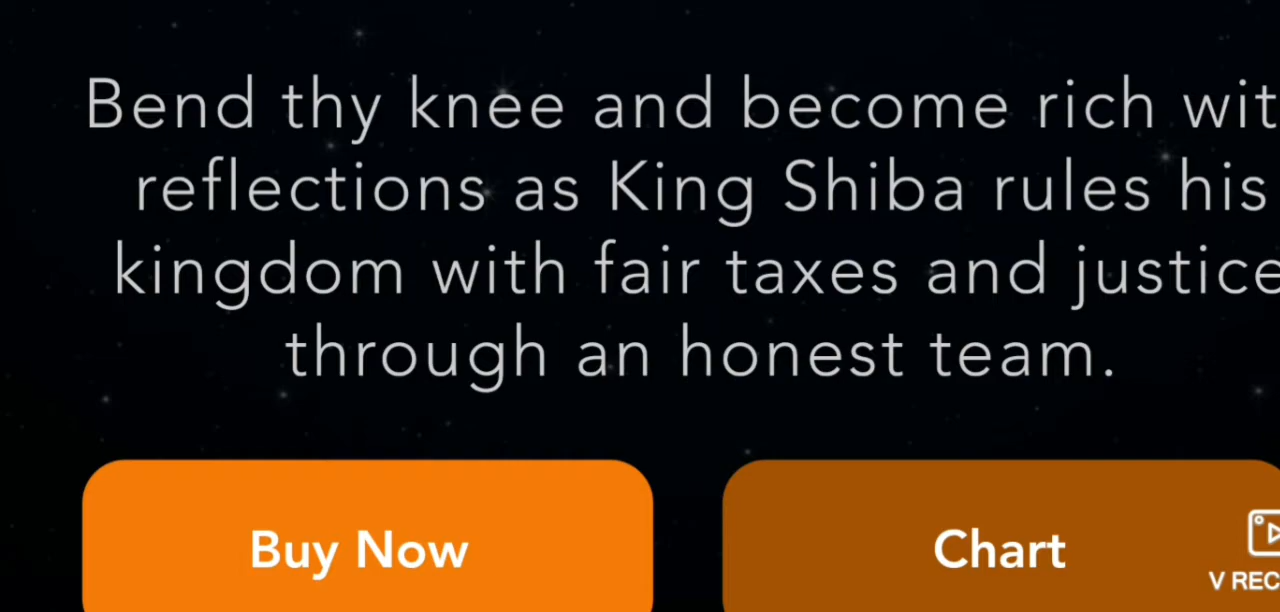 Bend thy knee and become rich wit
reflections as King Shiba rules his
kingdom with fair taxes and justice
through an honest team.
Buy Now
Chart
V REC